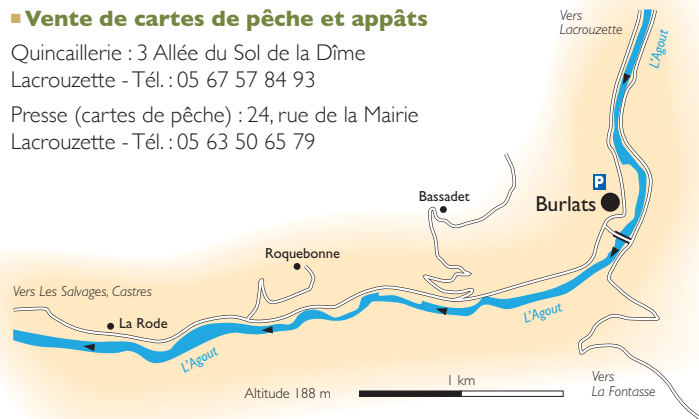 Vente de cartes de pêche et appâts
Quincaillerie : 3 Allée du Sol de la Dîme
Lacrouzette - Tél. : 05 67 57 84 93
Presse (cartes de pêche) : 24, rue de la Mairie
Lacrouzette - Tél. : 05 63 50 65 79
Vers
Lacrouzette
L'Agout
P
Burlats
Bassadet
Roquebonne
Vers Les Salvages, Castres
La Rode
L'Agout
L'Agout
Vers
La Fontasse
Altitude 188 m
1 km